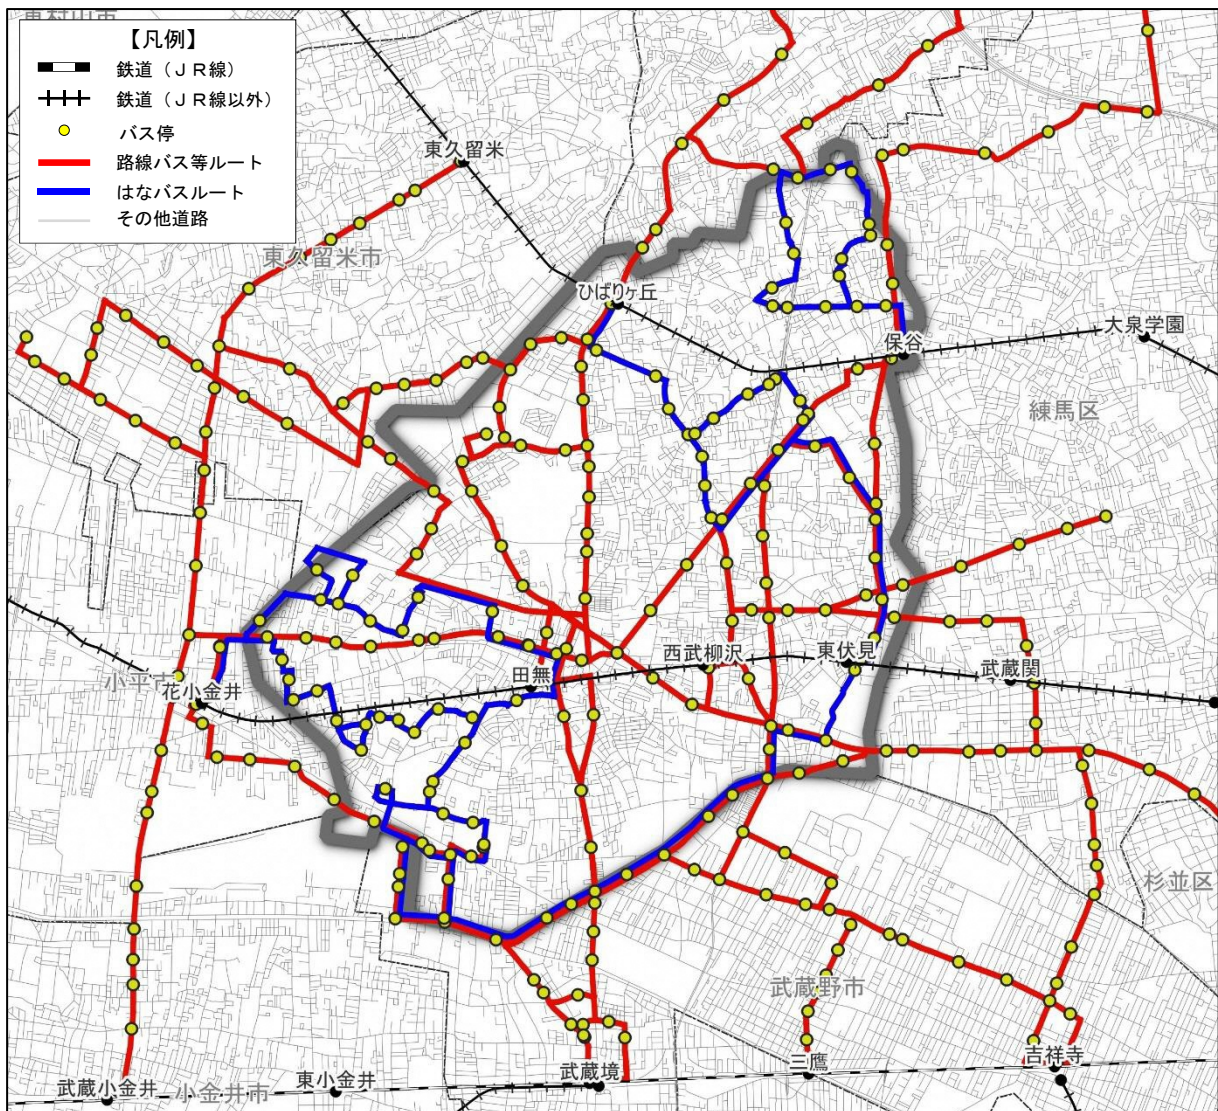 東村山市
【凡例】
鉄道（ＪＲ線）
鉄道（ＪＲ線以外）
バス停
路線バス等ルート
はなバスルート
その他道路
東久留米
東久留米市
ひばりヶ丘
保谷
大泉学園
練馬区
小平市
花小金井
田無
西武柳沢
東伏見
武蔵関
杉並区
武蔵野市
武蔵小金井
小金井市
東小金井
武蔵境
三鷹
吉祥寺